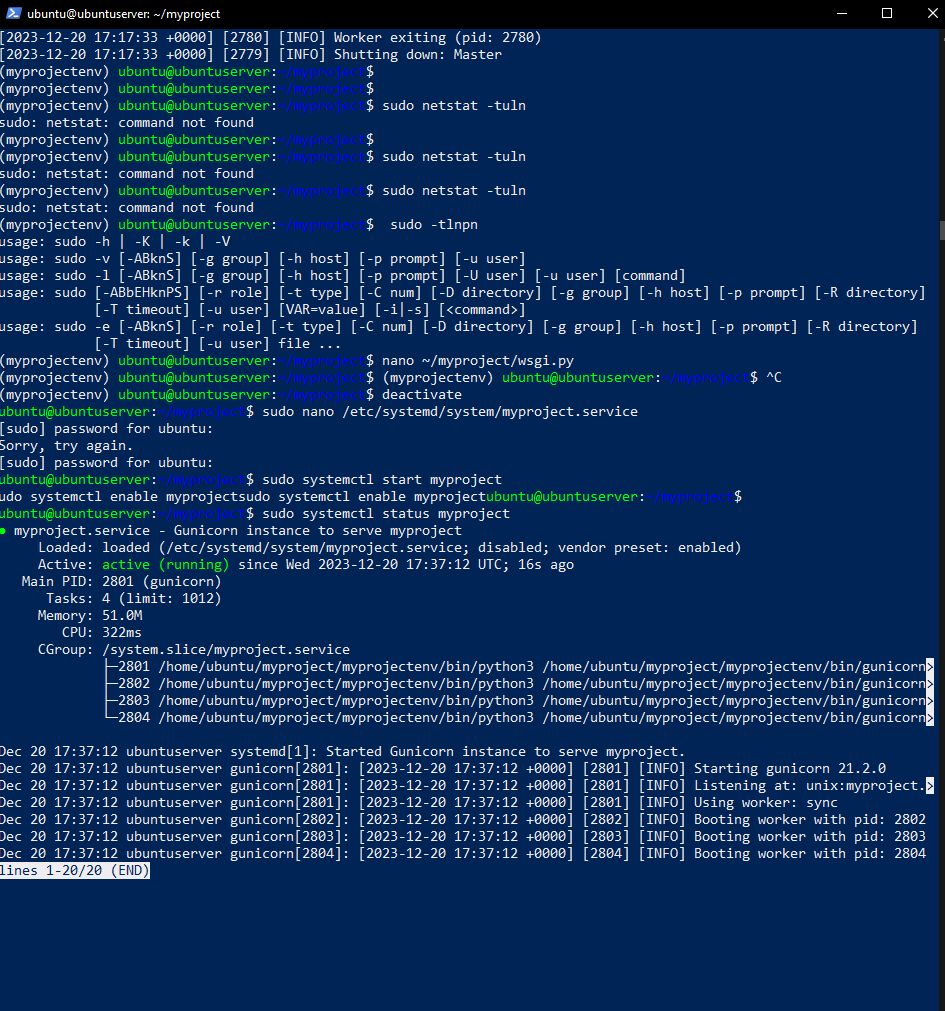 ubuntu@ubuntuserver: ~/myproject
[2023-12-20 17:17:33 +0000] [2780] [INFO] Worker exiting (pid: 2780)
[2023-12-20 17:17:33 +0000] [2779] [INFO] Shutting down: Master
(myprojectenv) ubuntu@ubuntuserver:~/myproject$
(myprojectenv) ubuntu@ubuntuserver:~/myproject$
(myprojectenv) ubuntu@ubuntuserver:~/myproject$ sudo netstat -tuln
sudo: netstat: command not found
(myprojectenv) ubuntu@ubuntuserver:~/myproject$
(myprojectenv) ubuntu@ubuntuserver:~/myproject$ sudo netstat -tuln
sudo: netstat: command not found
(myprojectenv) ubuntu@ubuntuserver:~/myproject$ sudo netstat -tuln
sudo: netstat: command not found
(myprojectenv) ubuntu@ubuntuserver:~/myproject$  sudo -tlnpn
usage: sudo -h | -K | -k | -V
usage: sudo -v [-ABknS] [-g group] [-h host] [-p prompt] [-u user]
usage: sudo -l [-ABknS] [-g group] [-h host] [-p prompt] [-U user] [-u user] [command]
usage: sudo [-ABbEHknPS] [-r role] [-t type] [-C num] [-D directory] [-g group] [-h host] [-p prompt] [-R directory]
            [-T timeout] [-u user] [VAR=value] [-i|-s] [<command>]
usage: sudo -e [-ABknS] [-r role] [-t type] [-C num] [-D directory] [-g group] [-h host] [-p prompt] [-R directory]
            [-T timeout] [-u user] file ...
(myprojectenv) ubuntu@ubuntuserver:~/myproject$ nano ~/myproject/wsgi.py
(myprojectenv) ubuntu@ubuntuserver:~/myproject$ (myprojectenv) ubuntu@ubuntuserver:~/myproject$ ^C
(myprojectenv) ubuntu@ubuntuserver:~/myproject$ deactivate
ubuntu@ubuntuserver:~/myproject$ sudo nano /etc/systemd/system/myproject.service
[sudo] password for ubuntu:
Sorry, try again.
[sudo] password for ubuntu:
ubuntu@ubuntuserver:~/myproject$ sudo systemctl start myproject
udo systemctl enable myprojectsudo systemctl enable myprojectubuntu@ubuntuserver:~/myproject$
ubuntu@ubuntuserver:~/myproject$ sudo systemctl status myproject
● myproject.service - Gunicorn instance to serve myproject
     Loaded: loaded (/etc/systemd/system/myproject.service; disabled; vendor preset: enabled)
     Active: active (running) since Wed 2023-12-20 17:37:12 UTC; 16s ago
   Main PID: 2801 (gunicorn)
      Tasks: 4 (limit: 1012)
     Memory: 51.0M
        CPU: 322ms
     CGroup: /system.slice/myproject.service
             ├─2801 /home/ubuntu/myproject/myprojectenv/bin/python3 /home/ubuntu/myproject/myprojectenv/bin/gunicorn>
             ├─2802 /home/ubuntu/myproject/myprojectenv/bin/python3 /home/ubuntu/myproject/myprojectenv/bin/gunicorn>
             ├─2803 /home/ubuntu/myproject/myprojectenv/bin/python3 /home/ubuntu/myproject/myprojectenv/bin/gunicorn>
             └─2804 /home/ubuntu/myproject/myprojectenv/bin/python3 /home/ubuntu/myproject/myprojectenv/bin/gunicorn>
Dec 20 17:37:12 ubuntuserver systemd[1]: Started Gunicorn instance to serve myproject.
Dec 20 17:37:12 ubuntuserver gunicorn[2801]: [2023-12-20 17:37:12 +0000] [2801] [INFO] Starting gunicorn 21.2.0
Dec 20 17:37:12 ubuntuserver gunicorn[2801]: [2023-12-20 17:37:12 +0000] [2801] [INFO] Listening at: unix:myproject.>
Dec 20 17:37:12 ubuntuserver gunicorn[2801]: [2023-12-20 17:37:12 +0000] [2801] [INFO] Using worker: sync
Dec 20 17:37:12 ubuntuserver gunicorn[2802]: [2023-12-20 17:37:12 +0000] [2802] [INFO] Booting worker with pid: 2802
Dec 20 17:37:12 ubuntuserver gunicorn[2803]: [2023-12-20 17:37:12 +0000] [2803] [INFO] Booting worker with pid: 2803
Dec 20 17:37:12 ubuntuserver gunicorn[2804]: [2023-12-20 17:37:12 +0000] [2804] [INFO] Booting worker with pid: 2804
lines 1-20/20 (END)